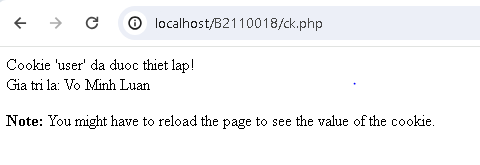 localhost/B2110018/ck.php
Cookie 'user' da duoc thiet lap!
Gia tri la: Vo Minh Luan
Note: You might have to reload the page to see the value of the cookie.